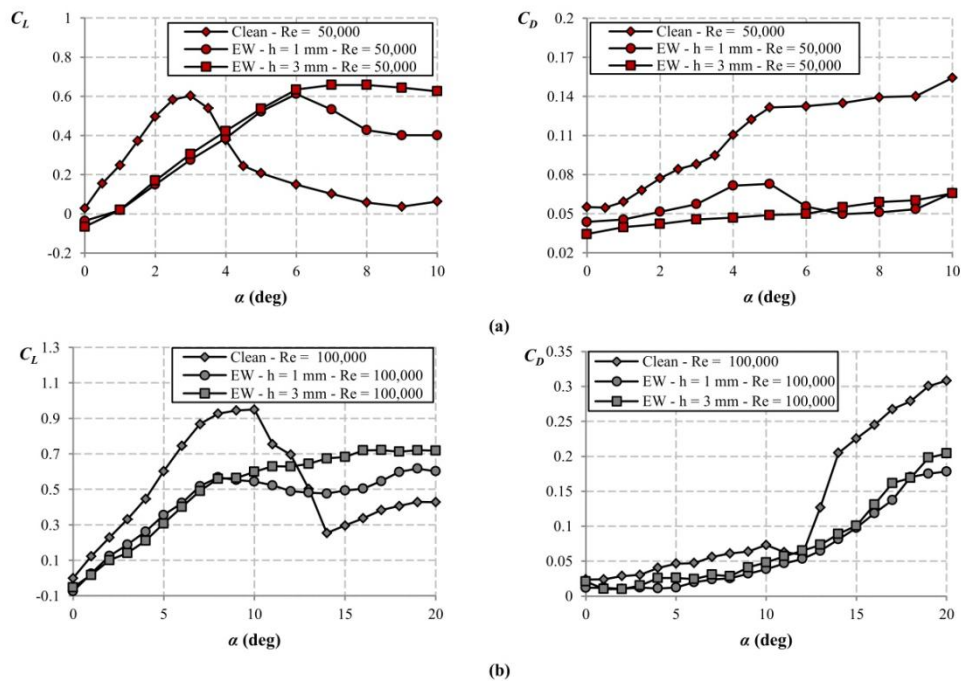 C_L
Clean - Re = 50,000
EW - h = 1 mm - Re = 50,000
EW - h = 3 mm - Re = 50,000
1
0.8
0.6
0.4
0.2
0
-0.2
0 2 4 6 8 10
α (deg)
C_D
Clean - Re = 50,000
EW - h = 1 mm - Re = 50,000
EW - h = 3 mm - Re = 50,000
0.2
0.17
0.14
0.11
0.08
0.05
0.02
0 2 4 6 8 10
α (deg)
(a)
C_L
Clean - Re = 100,000
EW - h = 1 mm - Re = 100,000
EW - h = 3 mm - Re = 100,000
1.3
1.1
0.9
0.7
0.5
0.3
0.1
-0.1
0 5 10 15 20
α (deg)
C_D
Clean - Re = 100,000
EW - h = 1 mm - Re = 100,000
EW - h = 3 mm - Re = 100,000
0.35
0.3
0.25
0.2
0.15
0.1
0.05
0
0 5 10 15 20
α (deg)
(b)